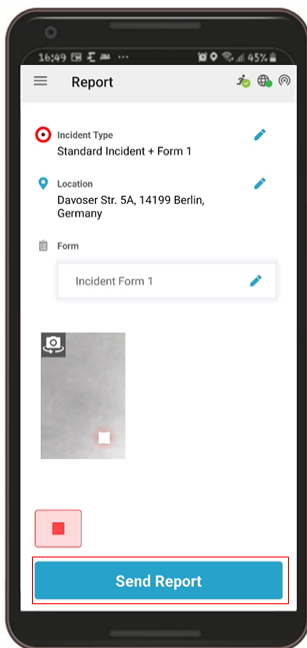 16:49 ... 45%
Report
Incident Type
Standard Incident + Form 1
Location
Davoser Str. 5A, 14199 Berlin,
Germany
Form
Incident Form 1
Send Report